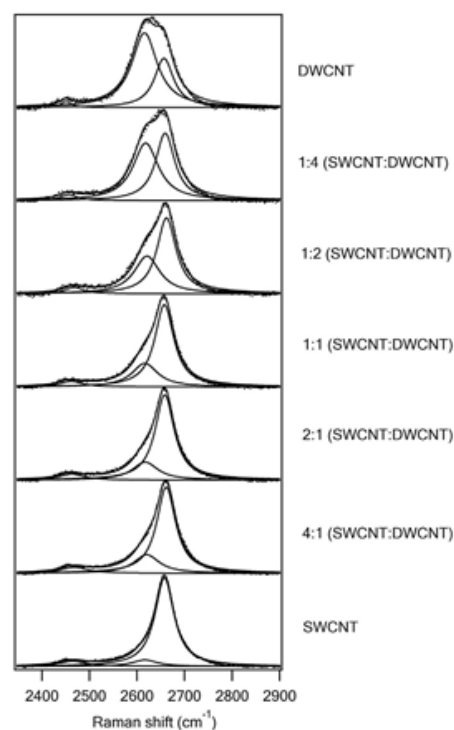 DWCNT
1:4 (SWCNT:DWCNT)
1:2 (SWCNT:DWCNT)
1:1 (SWCNT:DWCNT)
2:1 (SWCNT:DWCNT)
4:1 (SWCNT:DWCNT)
SWCNT
2400 2500 2600 2700 2800 2900
Raman shift (cm⁻¹)